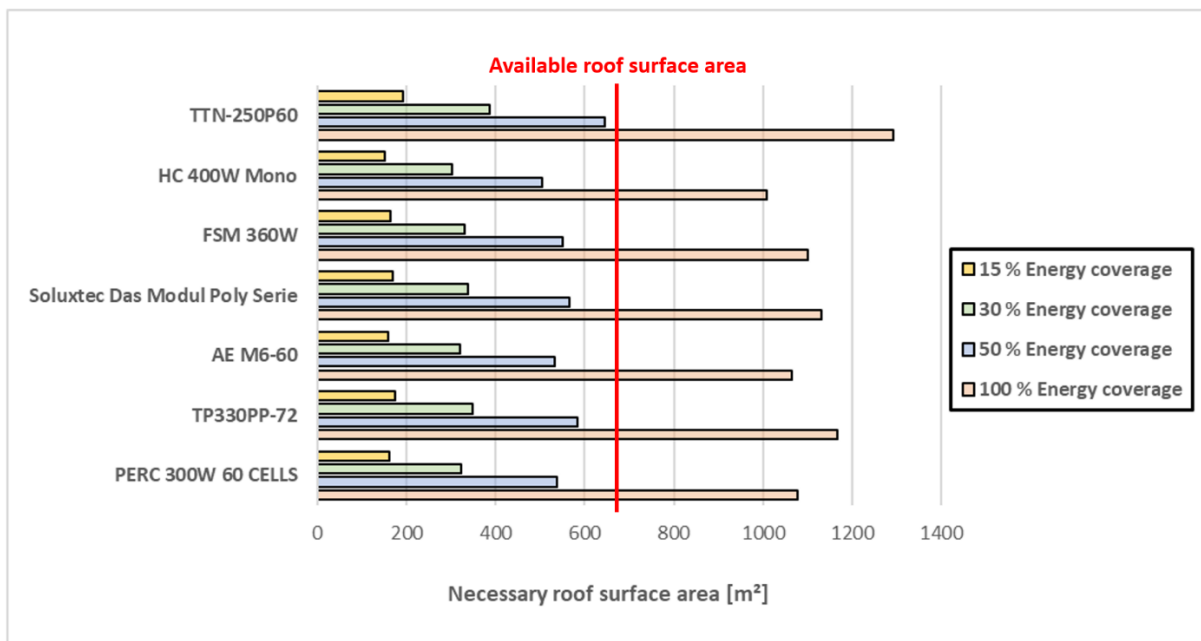 Available roof surface area
TTN-250P60
HC 400W Mono
FSM 360W
Soluxtec Das Modul Poly Serie
AE M6-60
TP330PP-72
PERC 300W 60 CELLS
0 200 400 600 800 1000 1200 1400
Necessary roof surface area [m²]
15 % Energy coverage
30 % Energy coverage
50 % Energy coverage
100 % Energy coverage